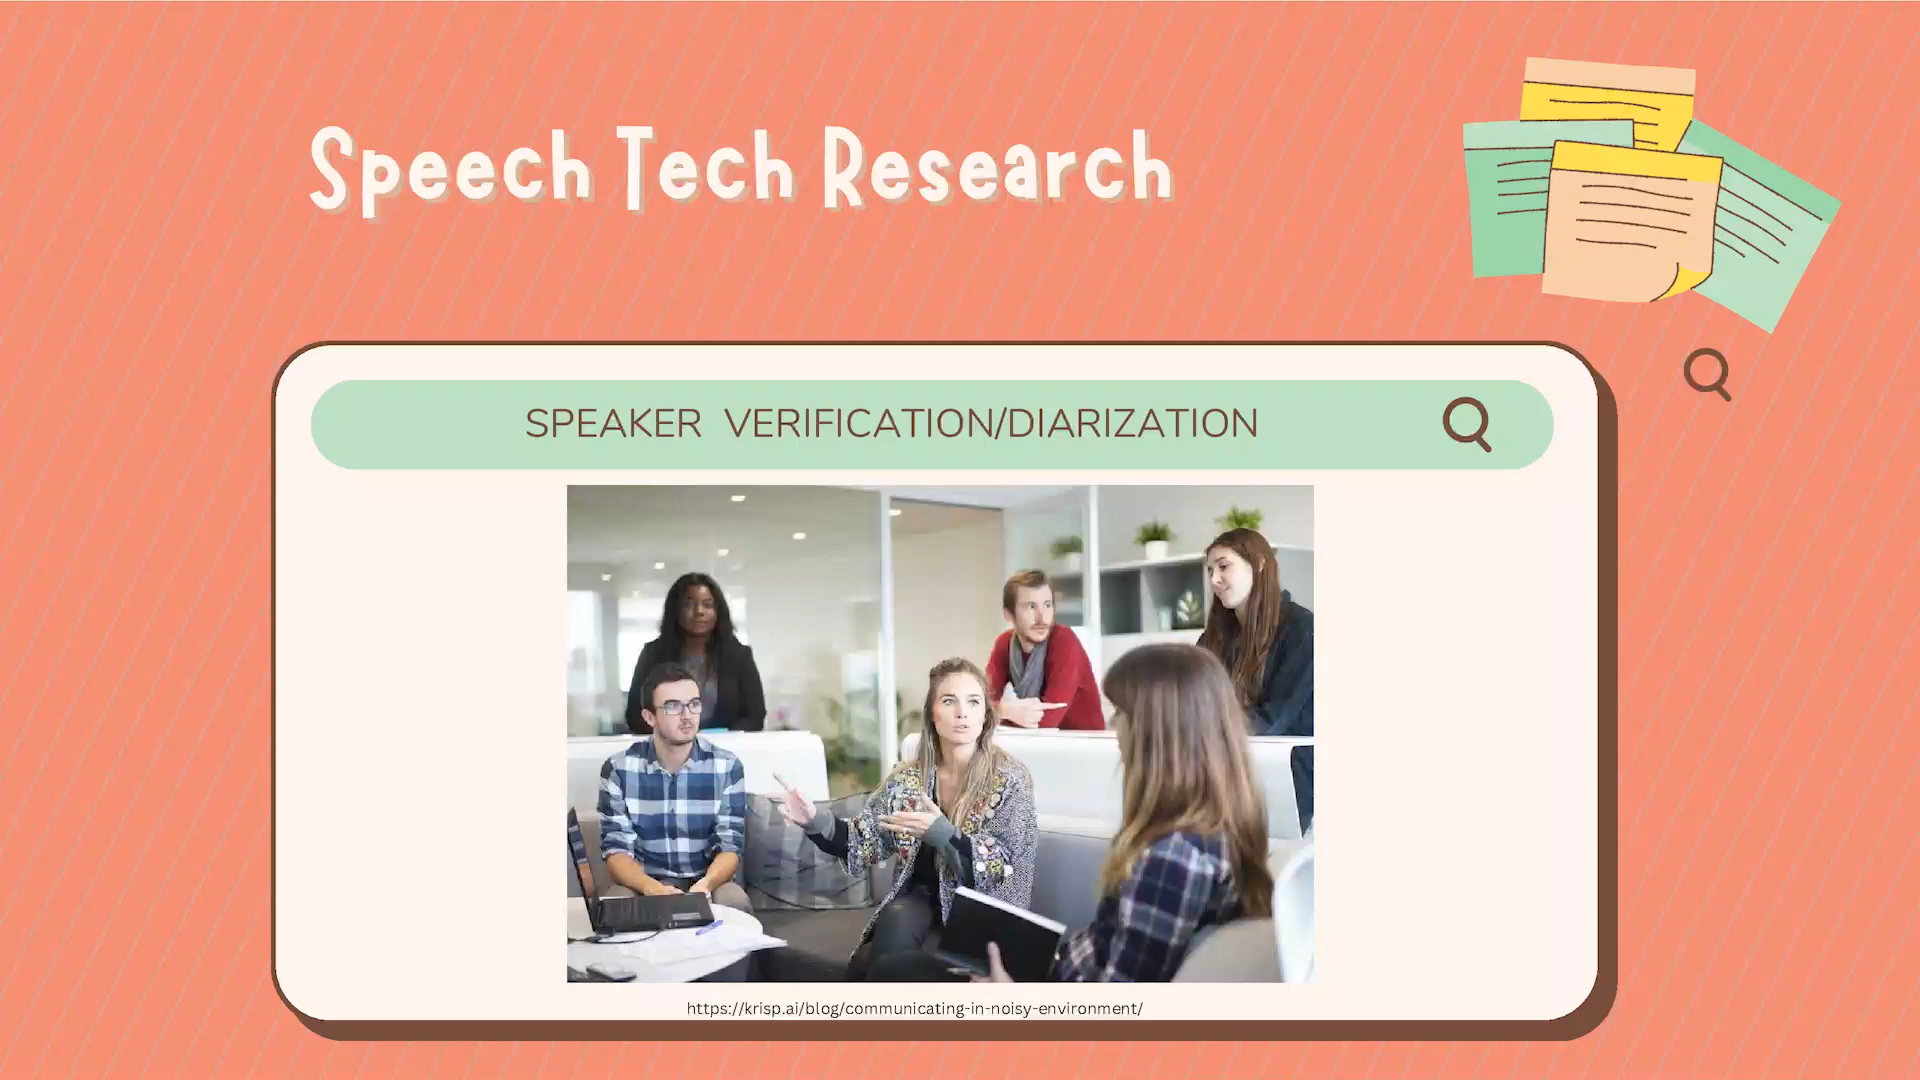 Speech Tech Research
SPEAKER VERIFICATION/DIARIZATION
https://krisp.ai/blog/communicating-in-noisy-environment/